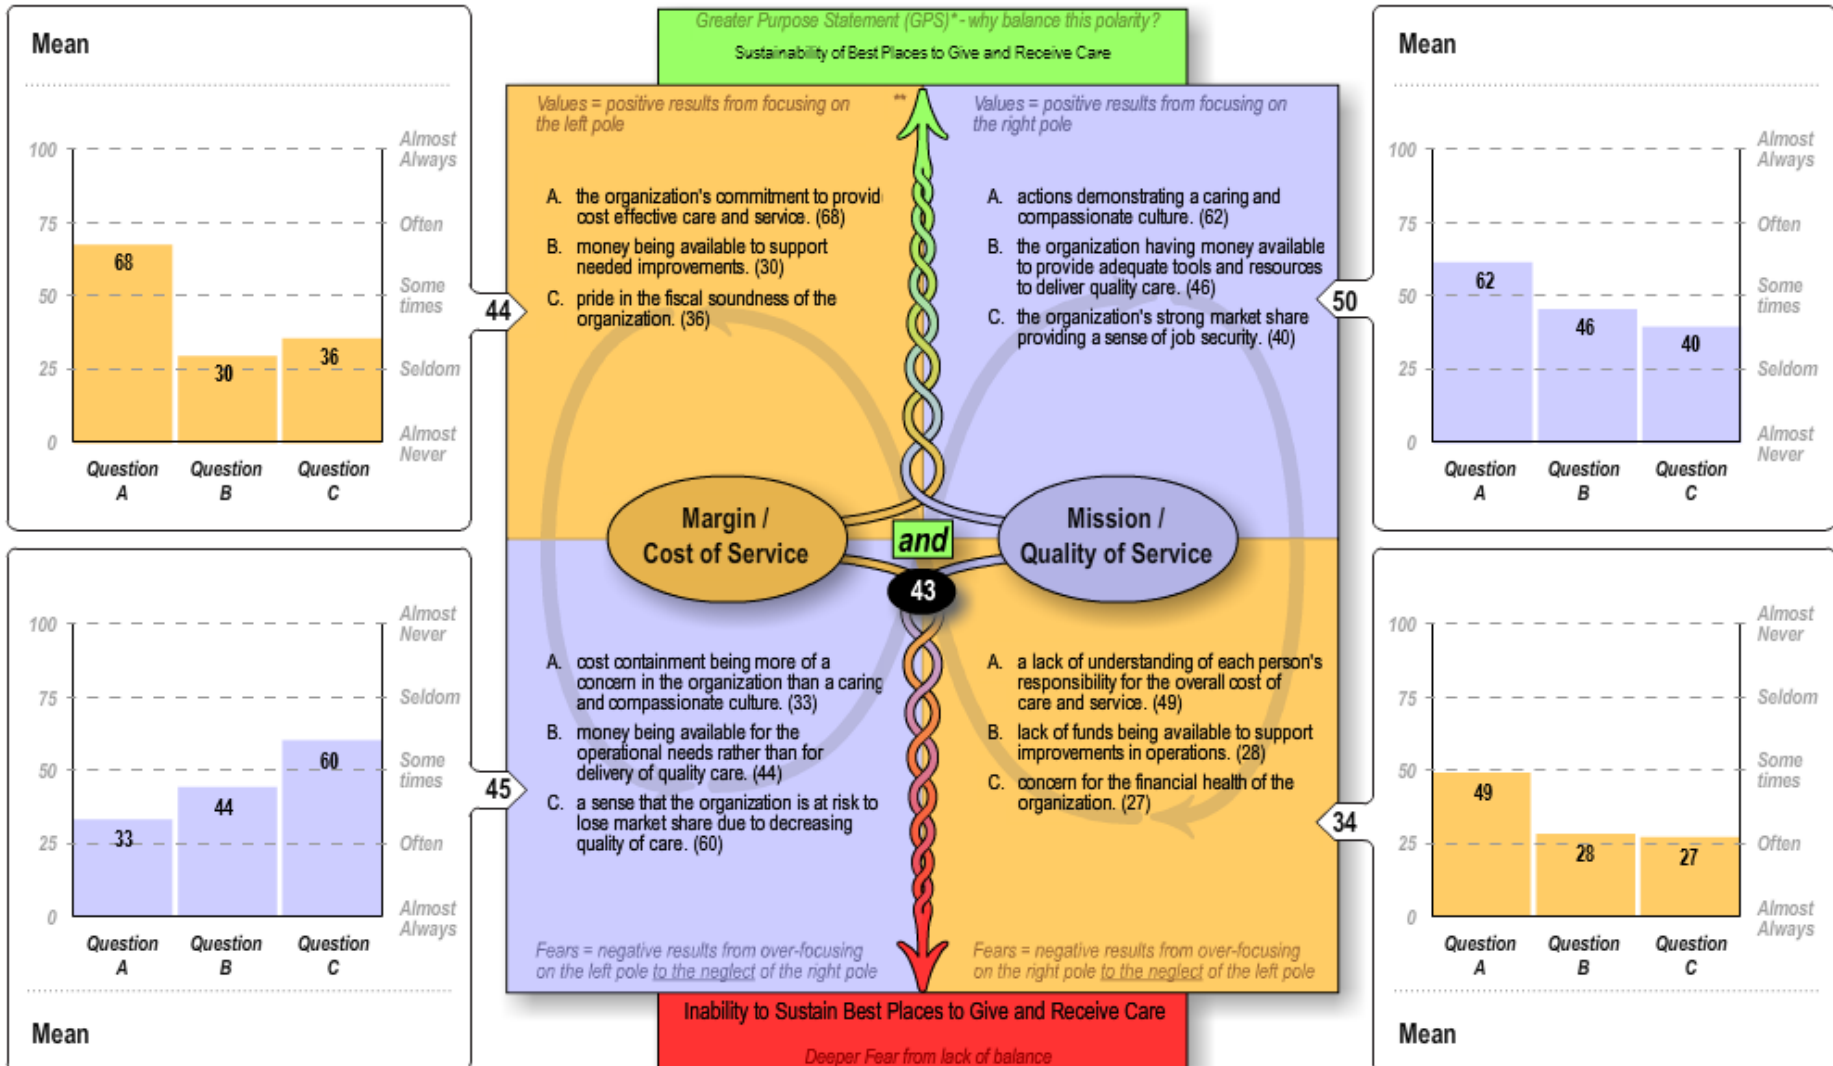 Greater Purpose Statement (GPS)* - why balance this polarity?
Sustainability of Best Places to Give and Receive Care
Mean
100
75
50
25
0
Almost
Always
Often
Some
times
Seldom
Almost
Never
68
30
36
Question
A
Question
B
Question
C
44
Values = positive results from focusing on
the left pole
**
A. the organization's commitment to provid
cost effective care and service. (68)
B. money being available to support
needed improvements. (30)
C. pride in the fiscal soundness of the
organization. (36)
Values = positive results from focusing on
the right pole
A. actions demonstrating a caring and
compassionate culture. (62)
B. the organization having money available
to provide adequate tools and resources
to deliver quality care. (46)
C. the organization's strong market share
providing a sense of job security. (40)
50
Mean
100
75
50
25
0
Almost
Always
Often
Some
times
Seldom
Almost
Never
62
46
40
Question
A
Question
B
Question
C
Margin /
Cost of Service
and
43
Mission /
Quality of Service
100
75
50
25
0
Almost
Never
Seldom
Some
times
Often
Almost
Always
33
44
60
Question
A
Question
B
Question
C
Mean
45
A. cost containment being more of a
concern in the organization than a caring
and compassionate culture. (33)
B. money being available for the
operational needs rather than for
delivery of quality care. (44)
C. a sense that the organization is at risk to
lose market share due to decreasing
quality of care. (60)
Fears = negative results from over-focusing
on the left pole to the neglect of the right pole
A. a lack of understanding of each person's
responsibility for the overall cost of
care and service. (49)
B. lack of funds being available to support
improvements in operations. (28)
C. concern for the financial health of the
organization. (27)
Fears = negative results from over-focusing
on the right pole to the neglect of the left pole
34
100
75
50
25
0
Almost
Never
Seldom
Some
times
Often
Almost
Always
49
28
27
Question
A
Question
B
Question
C
Mean
Inability to Sustain Best Places to Give and Receive Care
Deeper Fear from lack of balance